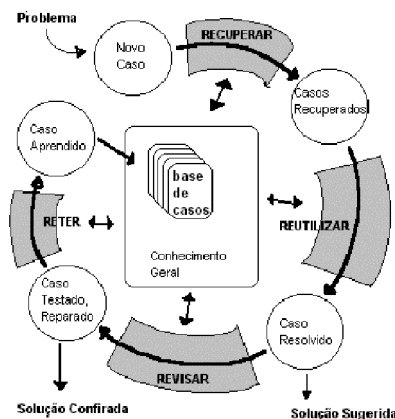 Problema
Novo
Caso
RECUPERAR
Casos
Recuperados
Caso
Aprendido
base
de
casos
RETER
REUTILIZAR
Conhecimento
Geral
Caso
Testado,
Reparado
Caso
Resolvido
REVISAR
Solução Confirada
Solução Sugerida